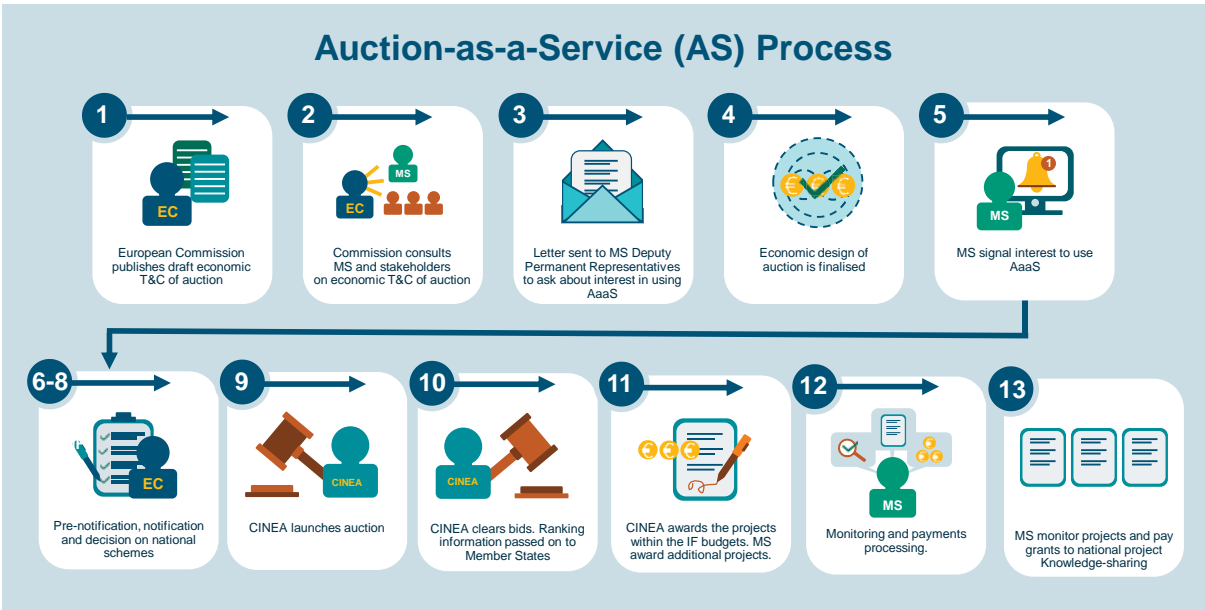 Auction-as-a-Service (AS) Process
1
EC
European Commission
publishes draft economic
T&C of auction
2
MS
EC
Commission consults
MS and stakeholders
on economic T&C of auction
3
Letter sent to MS Deputy
Permanent Representatives
to ask about interest in using
AaaS
4
€ € €
Economic design of
auction is finalised
5
1
MS
MS signal interest to use
AaaS
6-8
EC
Pre-notification, notification
and decision on national
schemes
9
CINEA
CINEA launches auction
10
CINEA
CINEA clears bids. Ranking
information passed on to
Member States
11
€€€
CINEA awards the projects
within the IF budgets. MS
award additional projects.
12
€
€€
MS
Monitoring and payments
processing.
13
MS monitor projects and pay
grants to national project
Knowledge-sharing